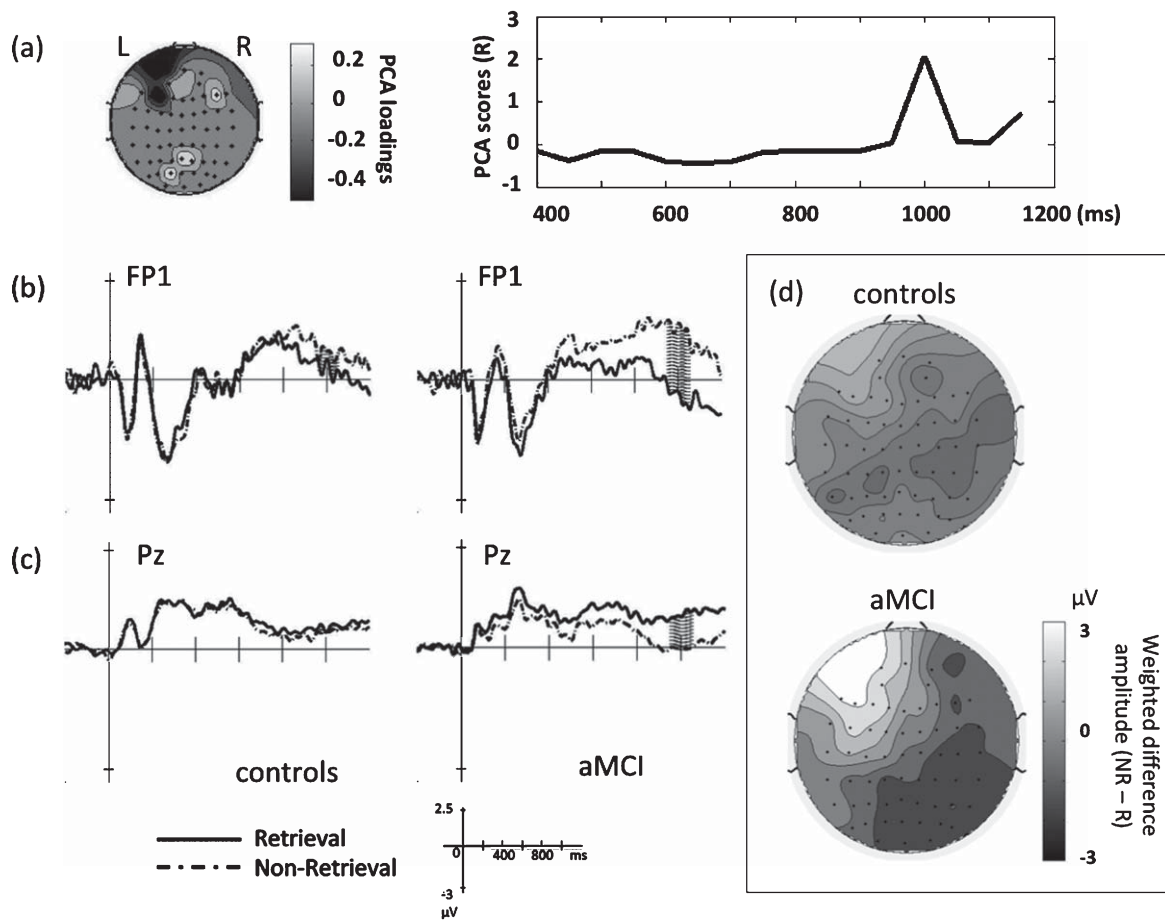 (a)
L R
0.2
0
-0.2
-0.4
PCA loadings
PCA scores (R)
3
2
1
0
-1
400 600 800 1000 1200 (ms)
(b)
FP1 FP1
(c)
Pz Pz
controls aMCI
Retrieval
Non-Retrieval
2.5
0 400 800 ms
-3
μV
(d)
controls
aMCI
μV
3
0
-3
Weighted difference
amplitude (NR – R)